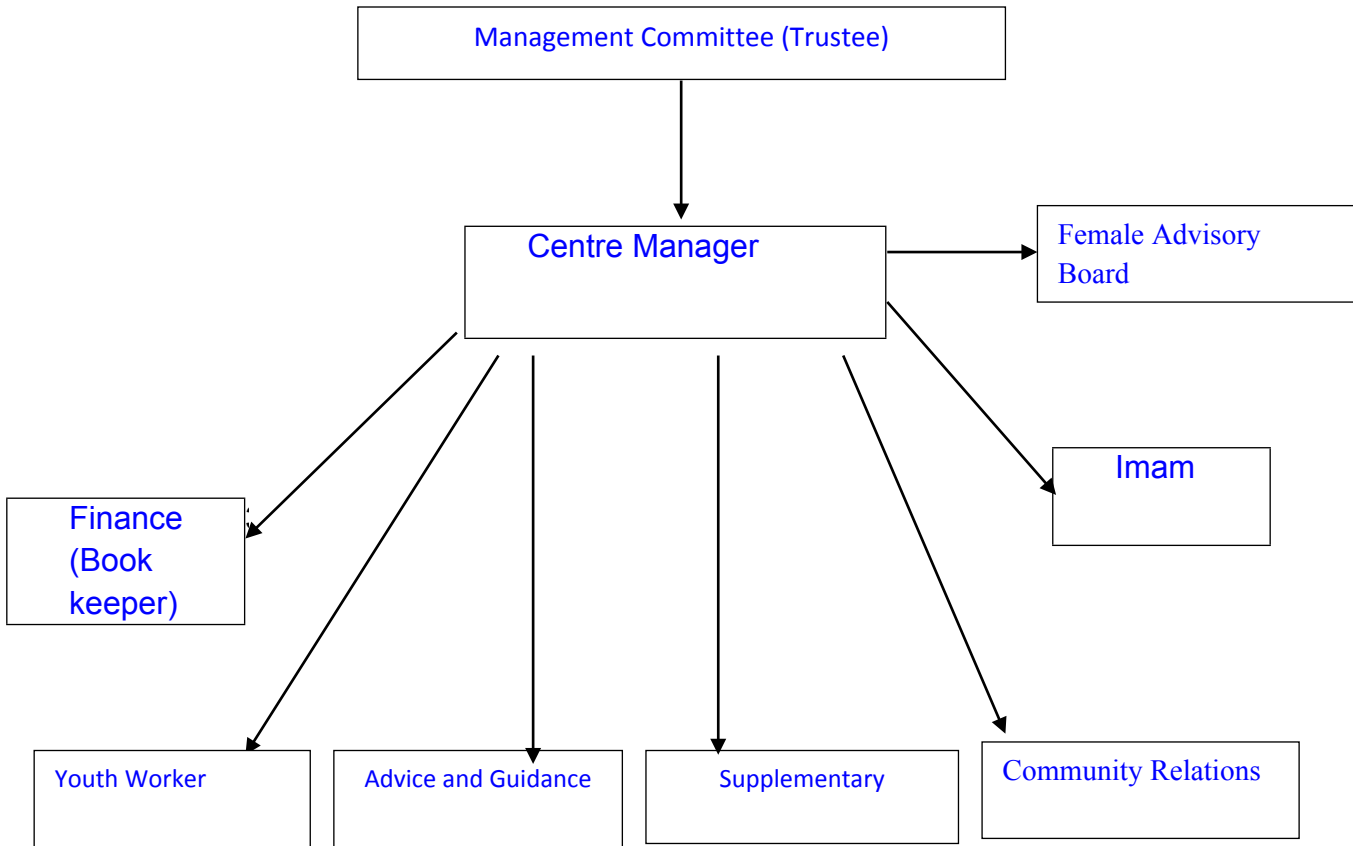 Management Committee (Trustee)
Centre Manager
Female Advisory
Board
Imam
Finance
(Book
keeper)
Youth Worker
Advice and Guidance
Supplementary
Community Relations